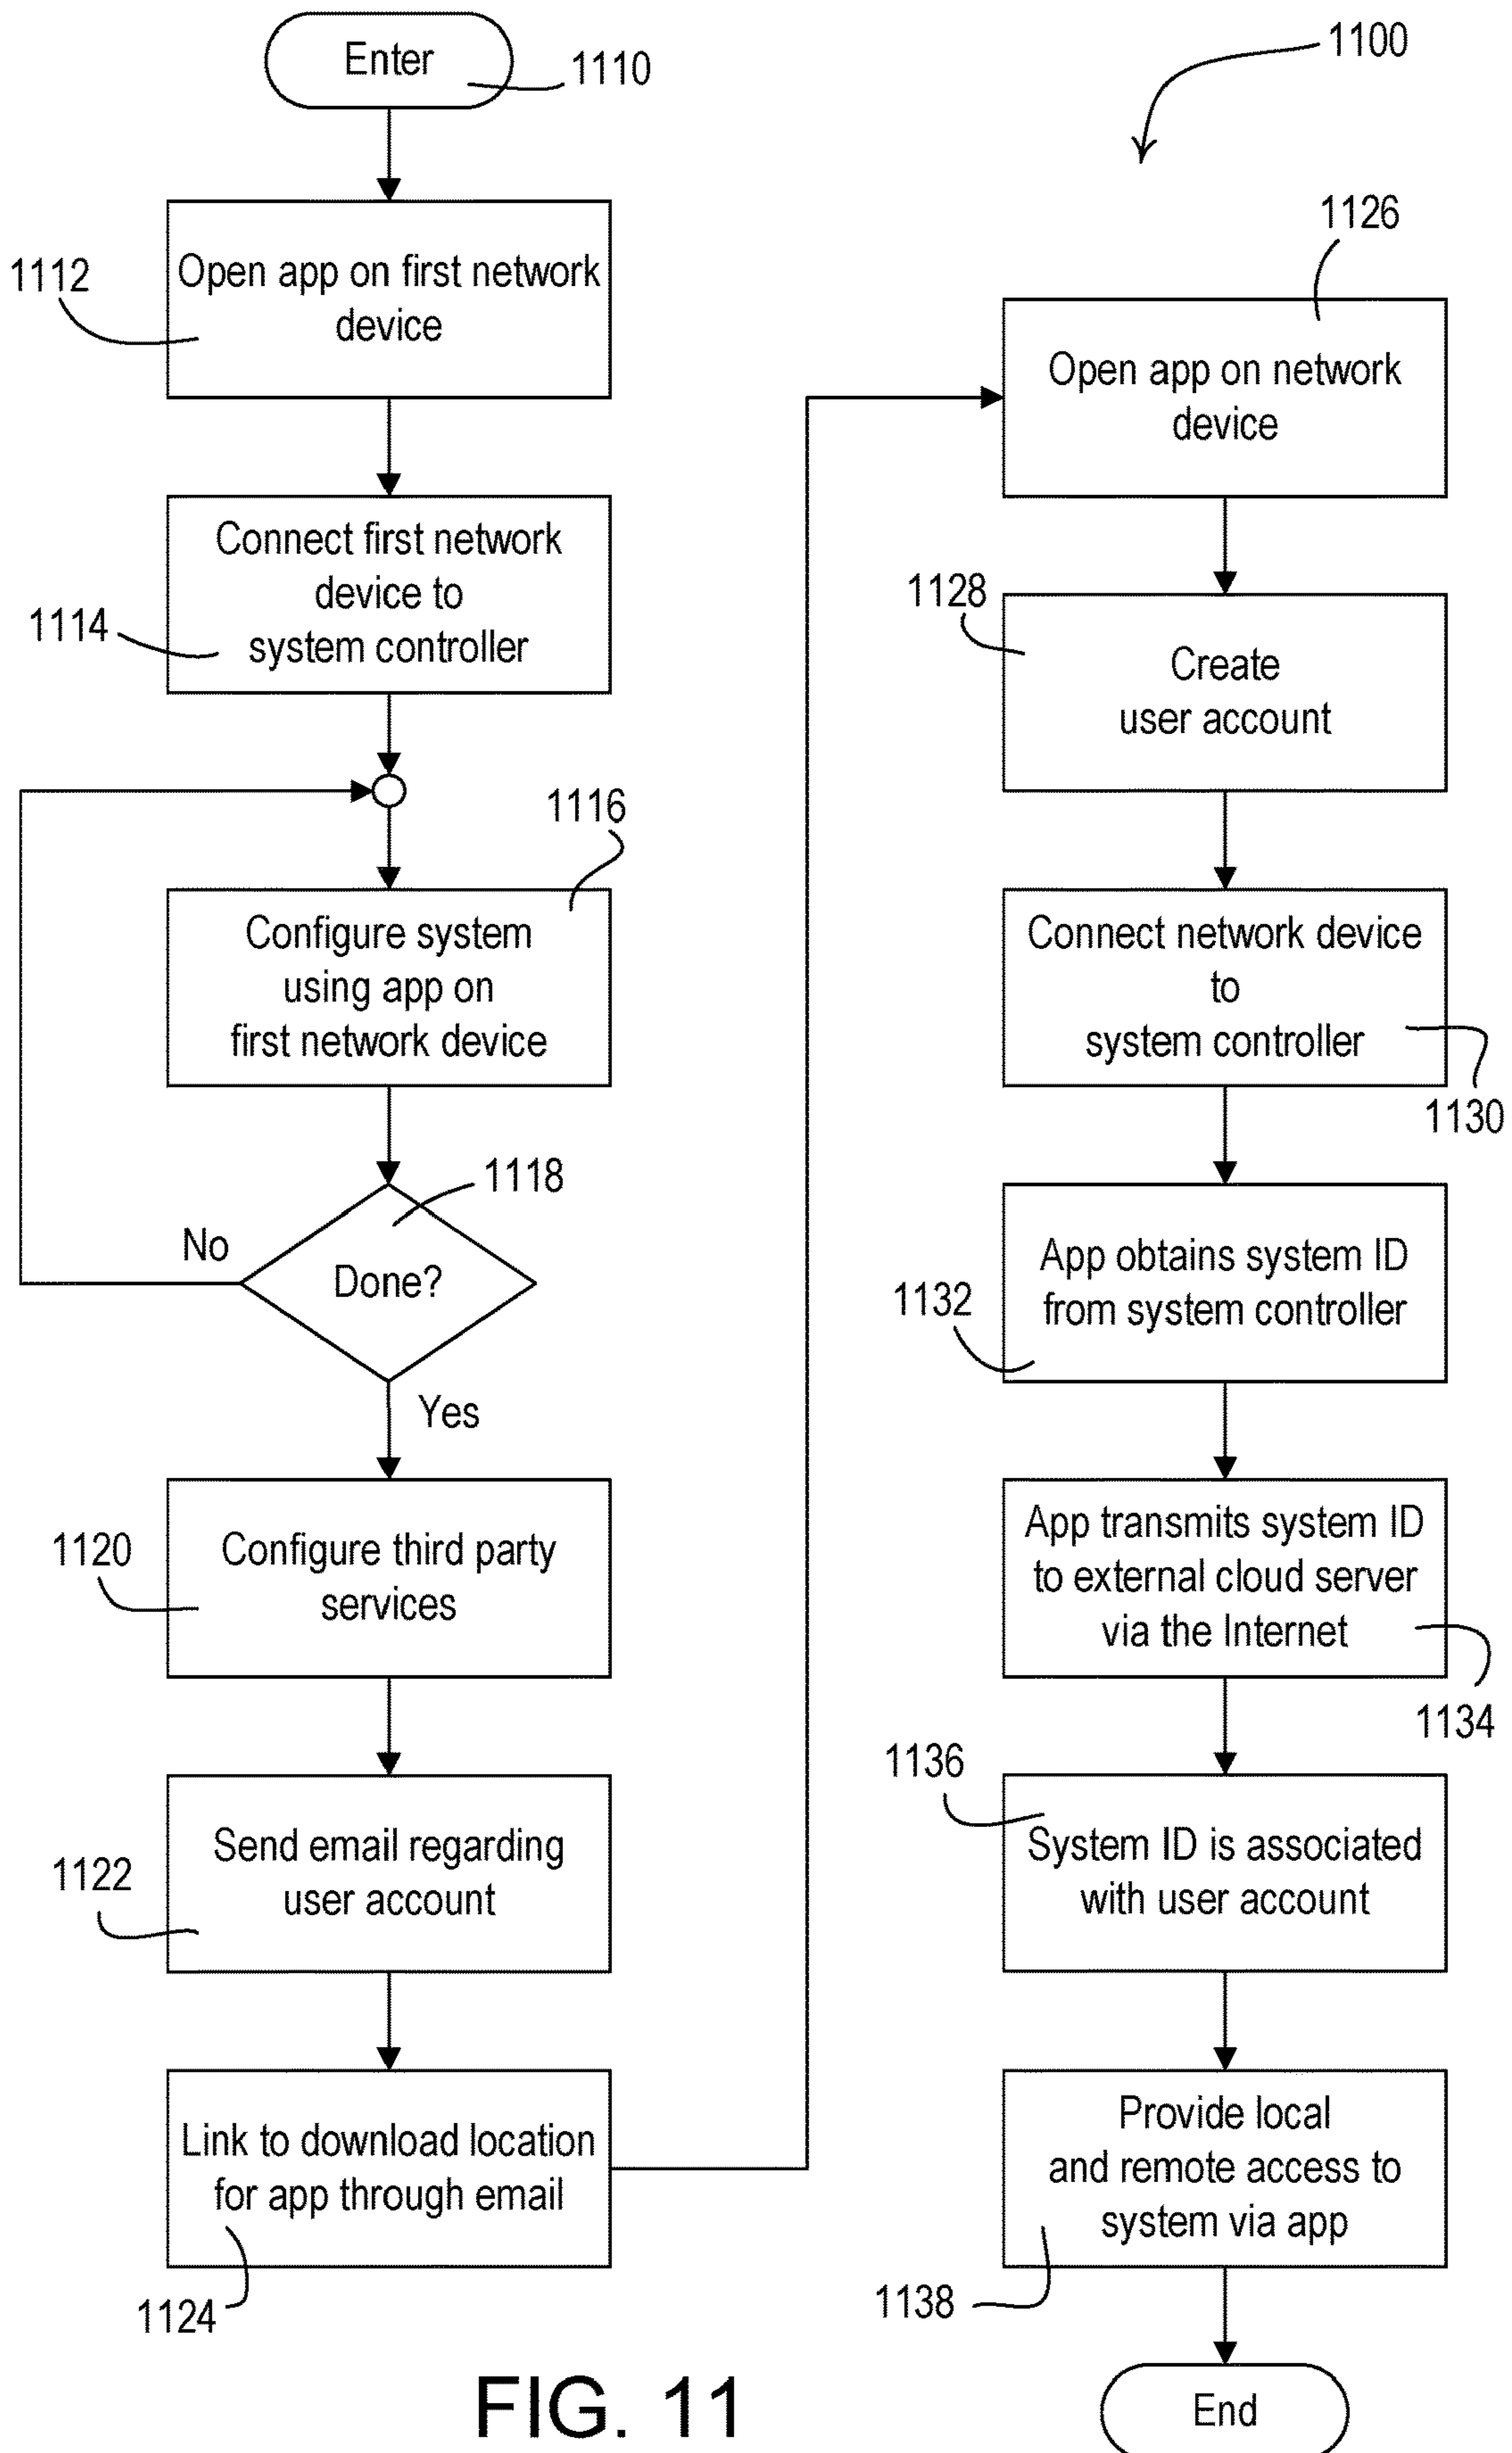 Enter
1110
1112
Open app on first network
device
Connect first network
device to
system controller
1114
1116
Configure system
using app on
first network device
1118
No
Done?
Yes
1120
Configure third party
services
1122
Send email regarding
user account
Link to download location
for app through email
1124
1100
1126
Open app on network
device
1128
Create
user account
Connect network device
to
system controller
1130
App obtains system ID
from system controller
1132
App transmits system ID
to external cloud server
via the Internet
1134
1136
System ID is associated
with user account
Provide local
and remote access to
system via app
1138
End
FIG. 11